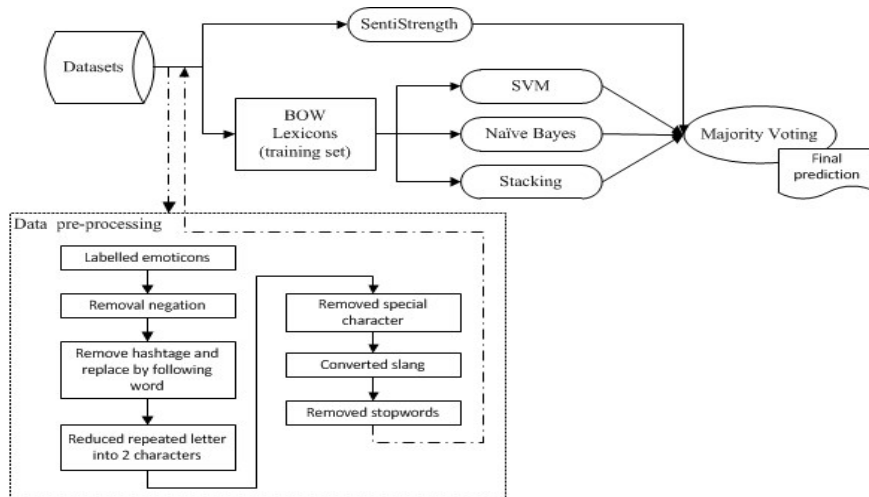 SentiStrength
Datasets
SVM
BOW
Lexicons
(training set)
Naïve Bayes
Majority Voting
Stacking
Final
prediction
Data pre-processing
Labelled emoticons
Removal negation
Remove hashtage and
replace by following
word
Reduced repeated letter
into 2 characters
Removed special
character
Converted slang
Removed stopwords